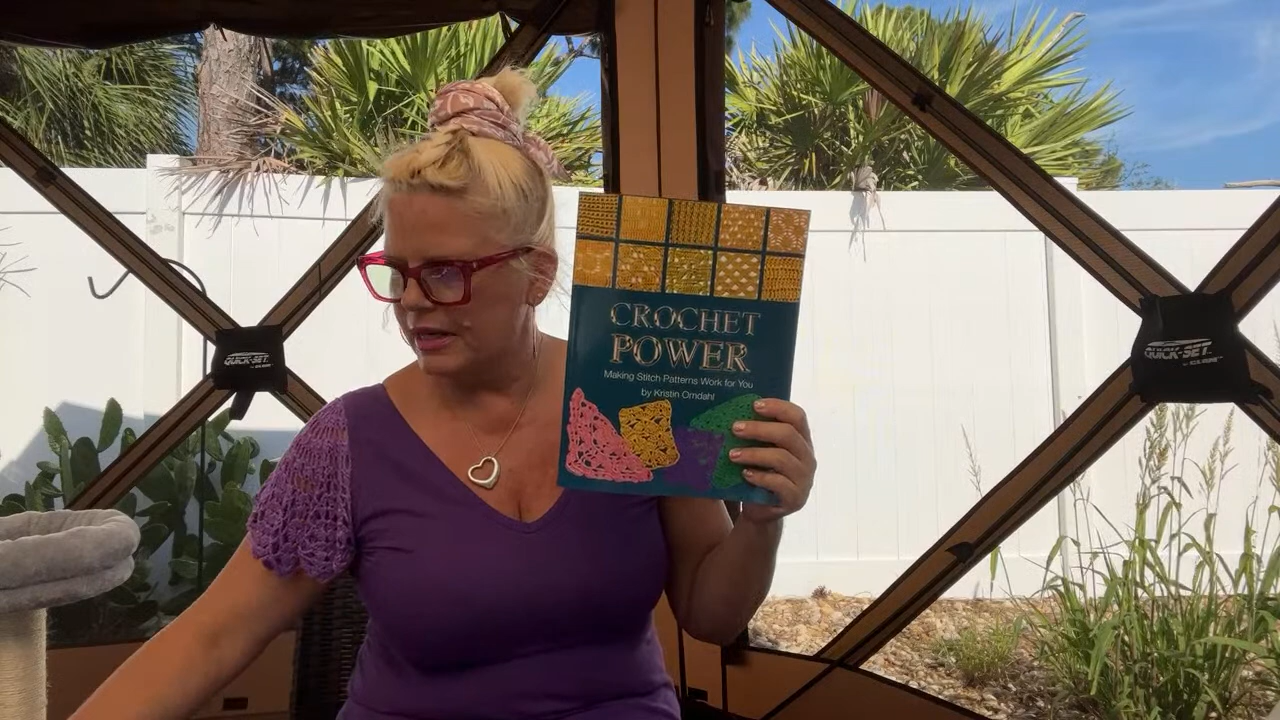 CROCHET
POWER
Making Stitch Patterns Work for You
by Kristin Omdahl
QUICK-SET
QUICK-SET